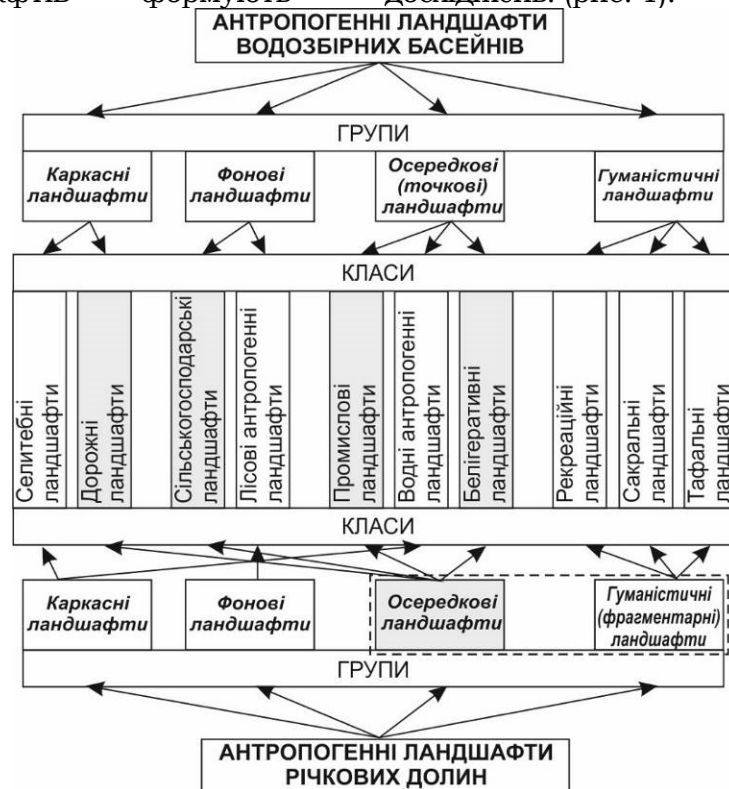 формують досліджень. (рис. 1).
АНТРОПОГЕННІ ЛАНДШАФТИ
ВОДОЗБІРНИХ БАСЕЙНІВ
ГРУПИ
Каркасні
ландшафти
Фонові
ландшафти
Осередкові
(точкові)
ландшафти
Гуманістичні
ландшафти
КЛАСИ
Селитебні
ландшафти
Дорожні
ландшафти
Сільськогосподарські
ландшафти
Лісові антропогенні
ландшафти
Промислові
ландшафти
Водні антропогенні
ландшафти
Белігеративні
ландшафти
Рекреаційні
ландшафти
Сакральні
ландшафти
Тафальні
ландшафти
КЛАСИ
Каркасні
ландшафти
Фонові
ландшафти
Осередкові
ландшафти
Гуманістичні
(фрагментарні)
ландшафти
ГРУПИ
АНТРОПОГЕННІ ЛАНДШАФТИ
РІЧКОВИХ ДОЛИН